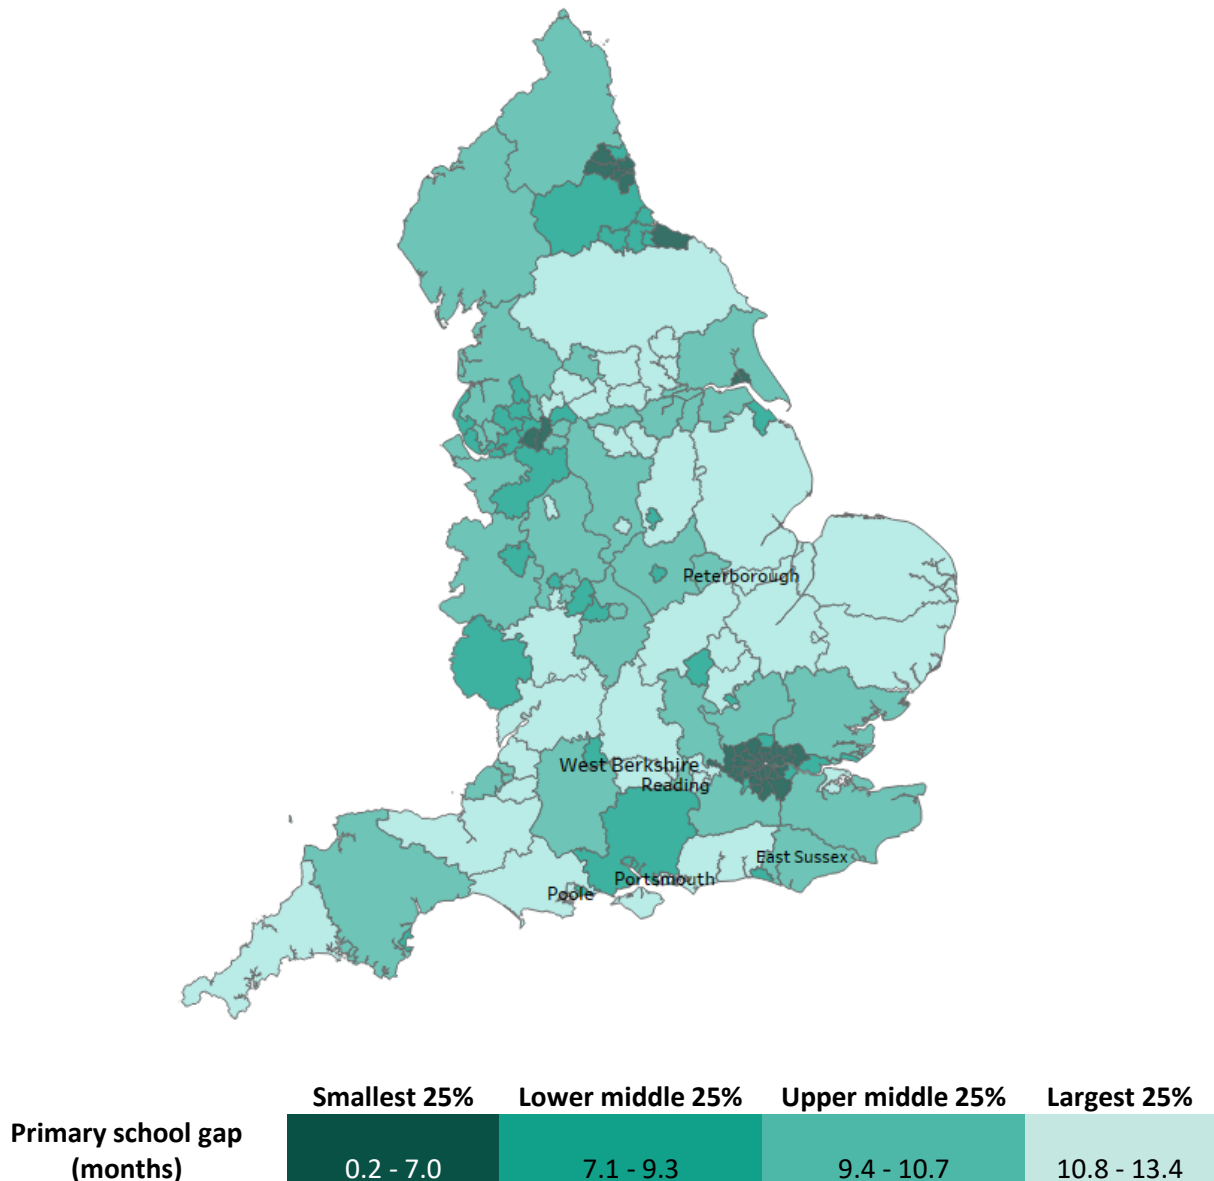 Peterborough
West Berkshire
Reading
East Sussex
Portsmouth
Poole
Smallest 25% Lower middle 25% Upper middle 25% Largest 25%
Primary school gap
(months)
0.2 - 7.0 7.1 - 9.3 9.4 - 10.7 10.8 - 13.4